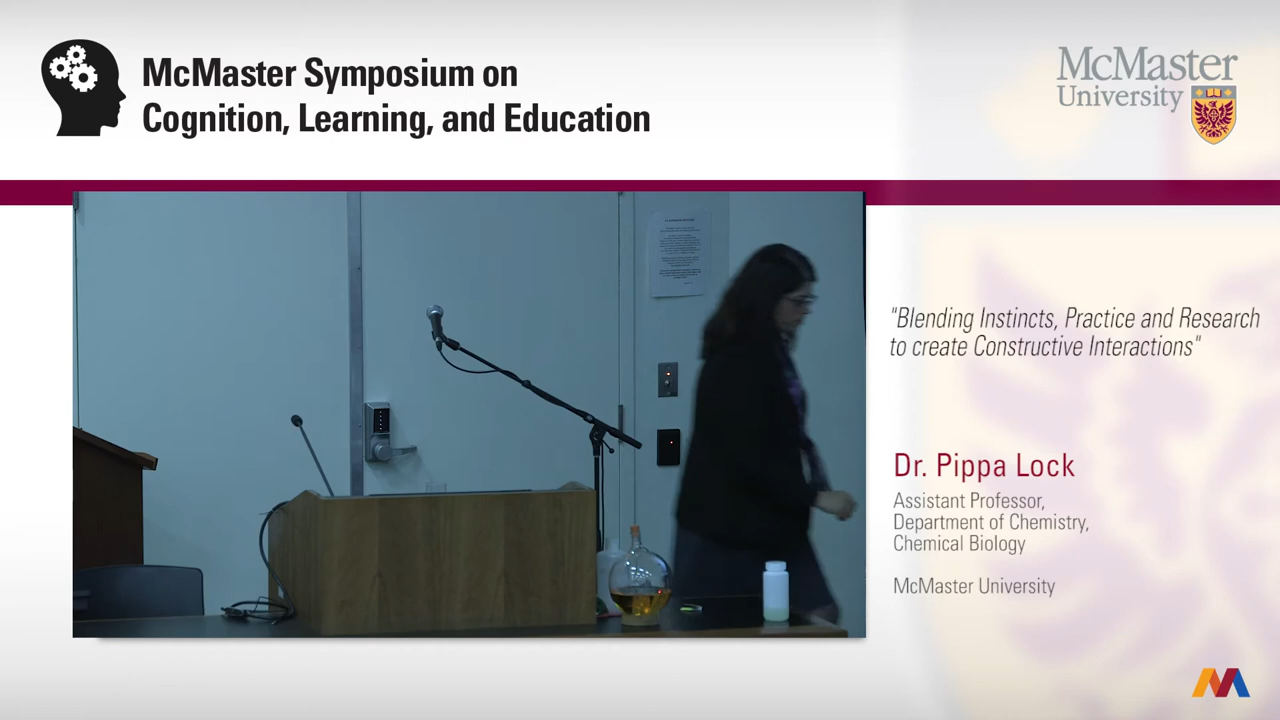 McMaster Symposium on
Cognition, Learning, and Education
McMaster
University
"Blending Instincts, Practice and Research
to create Constructive Interactions"
Dr. Pippa Lock
Assistant Professor,
Department of Chemistry,
Chemical Biology
McMaster University